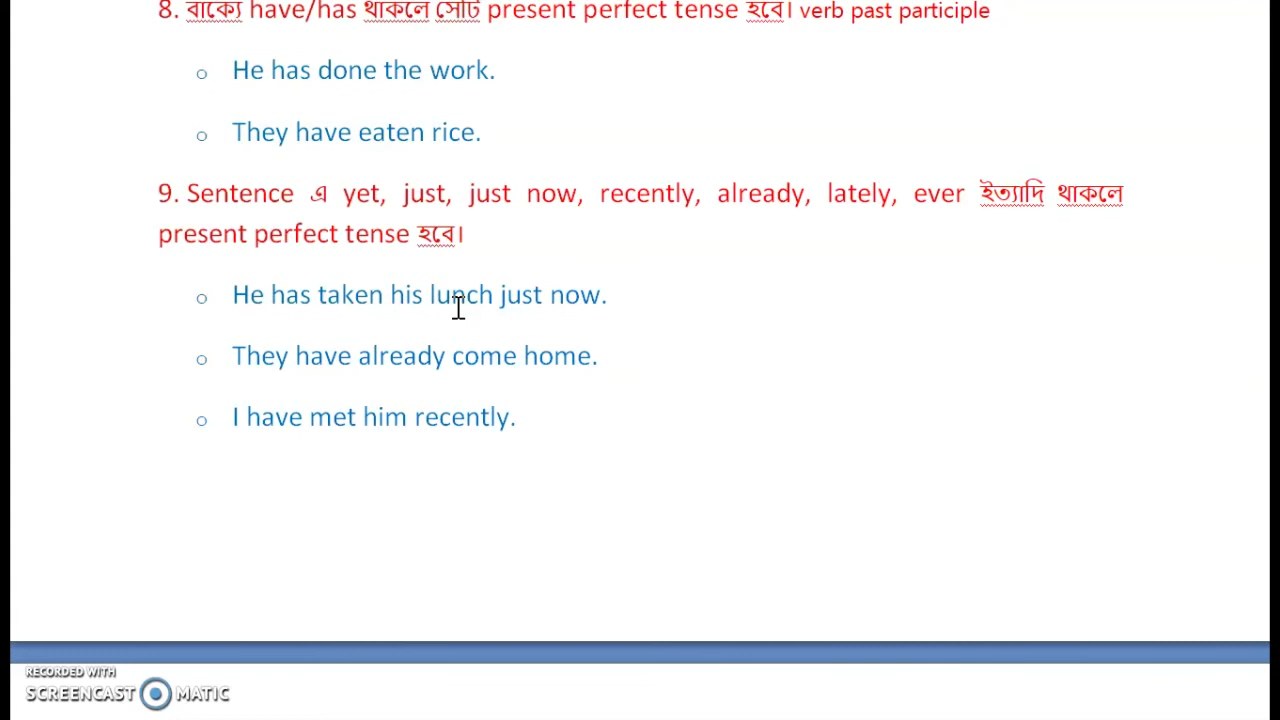 8. বাক্যে have/has থাকলে সেটি present perfect tense হবে। verb past participle
o He has done the work.
o They have eaten rice.
9. Sentence এ yet, just, just now, recently, already, lately, ever ইত্যাদি থাকলে
present perfect tense হবে।
o He has taken his lunch just now.
o They have already come home.
o I have met him recently.
RECORDED WITH
SCREENCAST MATIC